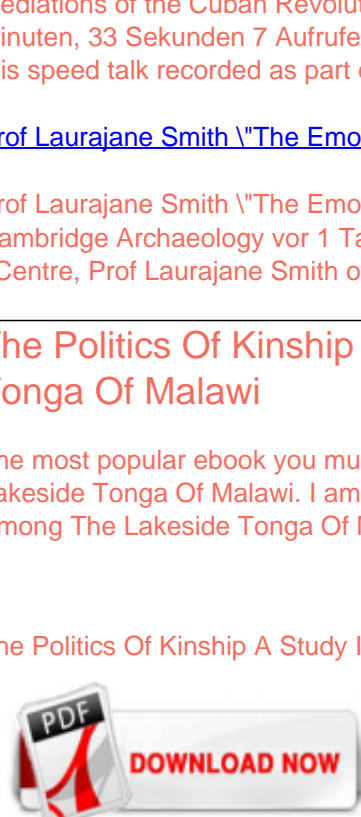 ediations of the Cuban Revolut
inuten, 33 Sekunden 7 Aufrufe
is speed talk recorded as part
rof Laurajane Smith \"The Emo
rof Laurajane Smith \"The Emo
ambridge Archaeology vor 1 Ta
Centre, Prof Laurajane Smith o
he Politics Of Kinship
onga Of Malawi
ne most popular ebook you mu
akeside Tonga Of Malawi. I am
mong The Lakeside Tonga Of
he Politics Of Kinship A Study I
PDF
DOWNLOAD NOW